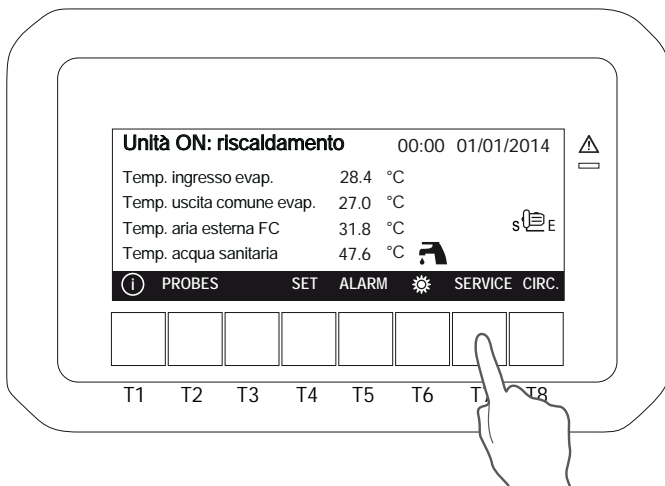 Unità ON: riscaldamento 00:00 01/01/2014
Temp. ingresso evap. 28.4 °C
Temp. uscita comune evap. 27.0 °C
Temp. aria esterna FC 31.8 °C
S E
Temp. acqua sanitaria 47.6 °C
i PROBES SET ALARM SERVICE CIRC.
T1 T2 T3 T4 T5 T6 T7 T8